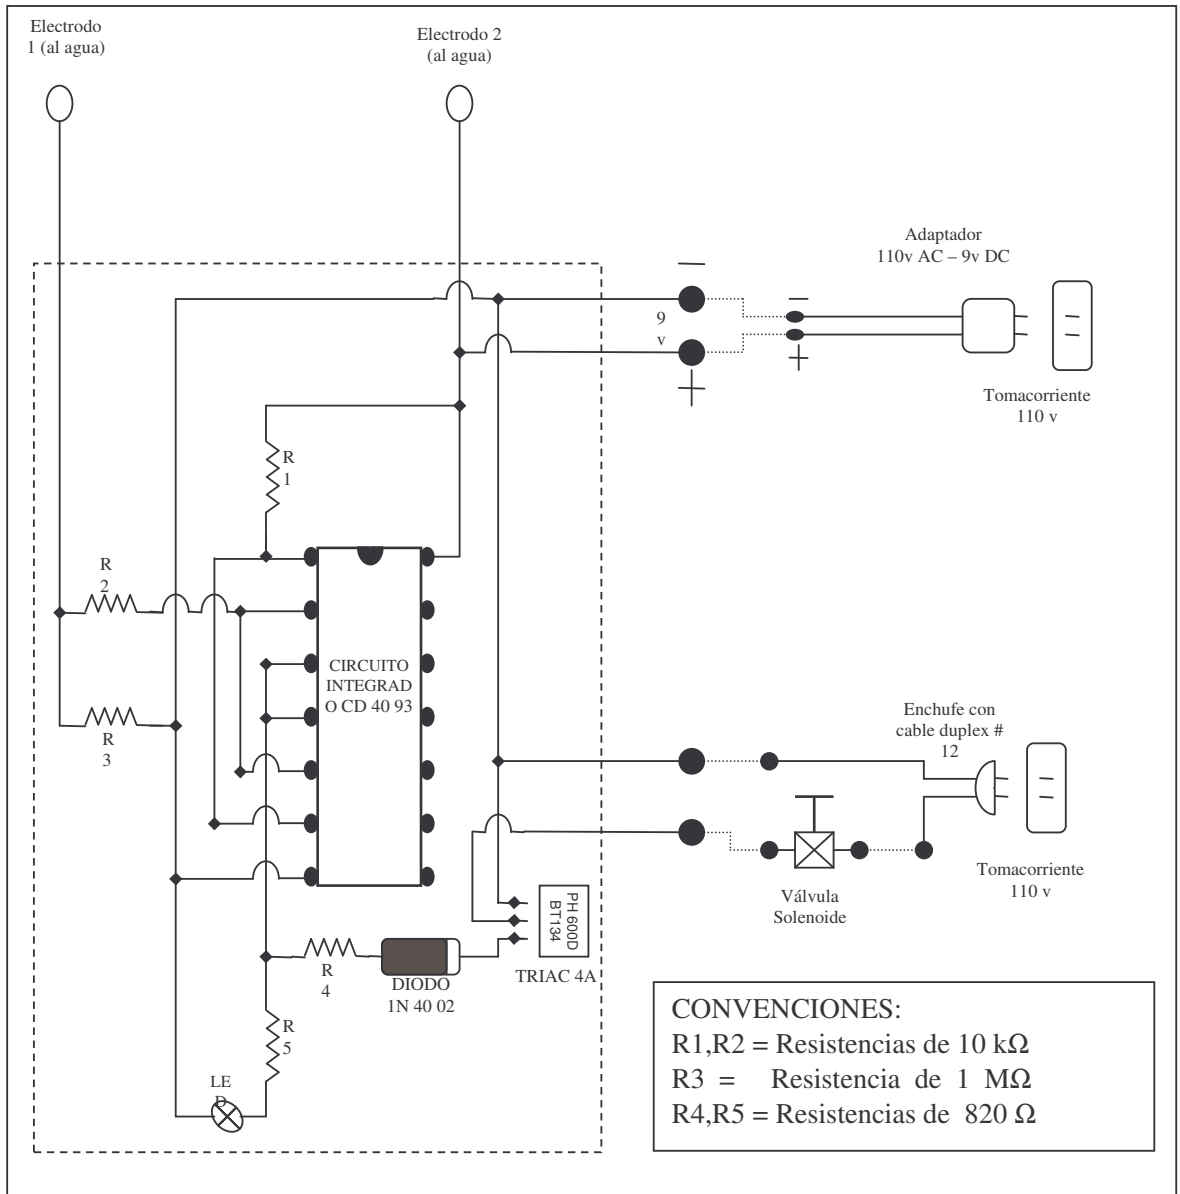 Electrodo
1 (al agua)
Electrodo 2
(al agua)
Adaptador
110v AC – 9v DC
9
v
Tomacorriente
110 v
R
1
R
2
CIRCUITO
INTEGRAD
O CD 40 93
R
3
Enchufe con
cable duplex #
12
Tomacorriente
110 v
Válvula
Solenoide
PH 600D
BT134
TRIAC 4A
R
4
DIODO
1N 40 02
R
5
LE
D
CONVENCIONES:
R1,R2 = Resistencias de 10 kΩ
R3 = Resistencia de 1 MΩ
R4,R5 = Resistencias de 820 Ω